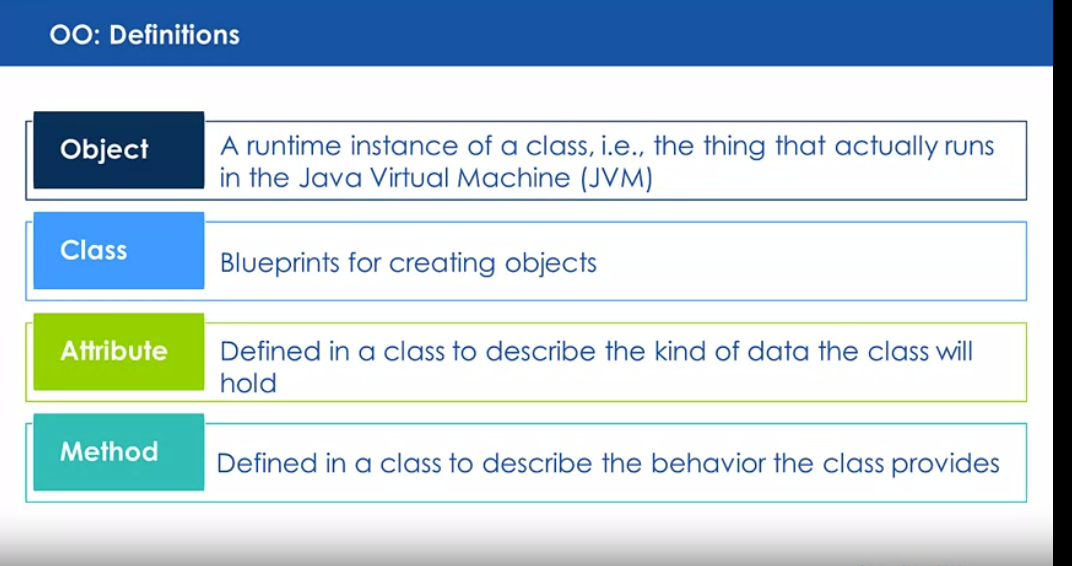 OO: Definitions
Object
A runtime instance of a class, i.e., the thing that actually runs
in the Java Virtual Machine (JVM)
Class
Blueprints for creating objects
Attribute
Defined in a class to describe the kind of data the class will
hold
Method
Defined in a class to describe the behavior the class provides